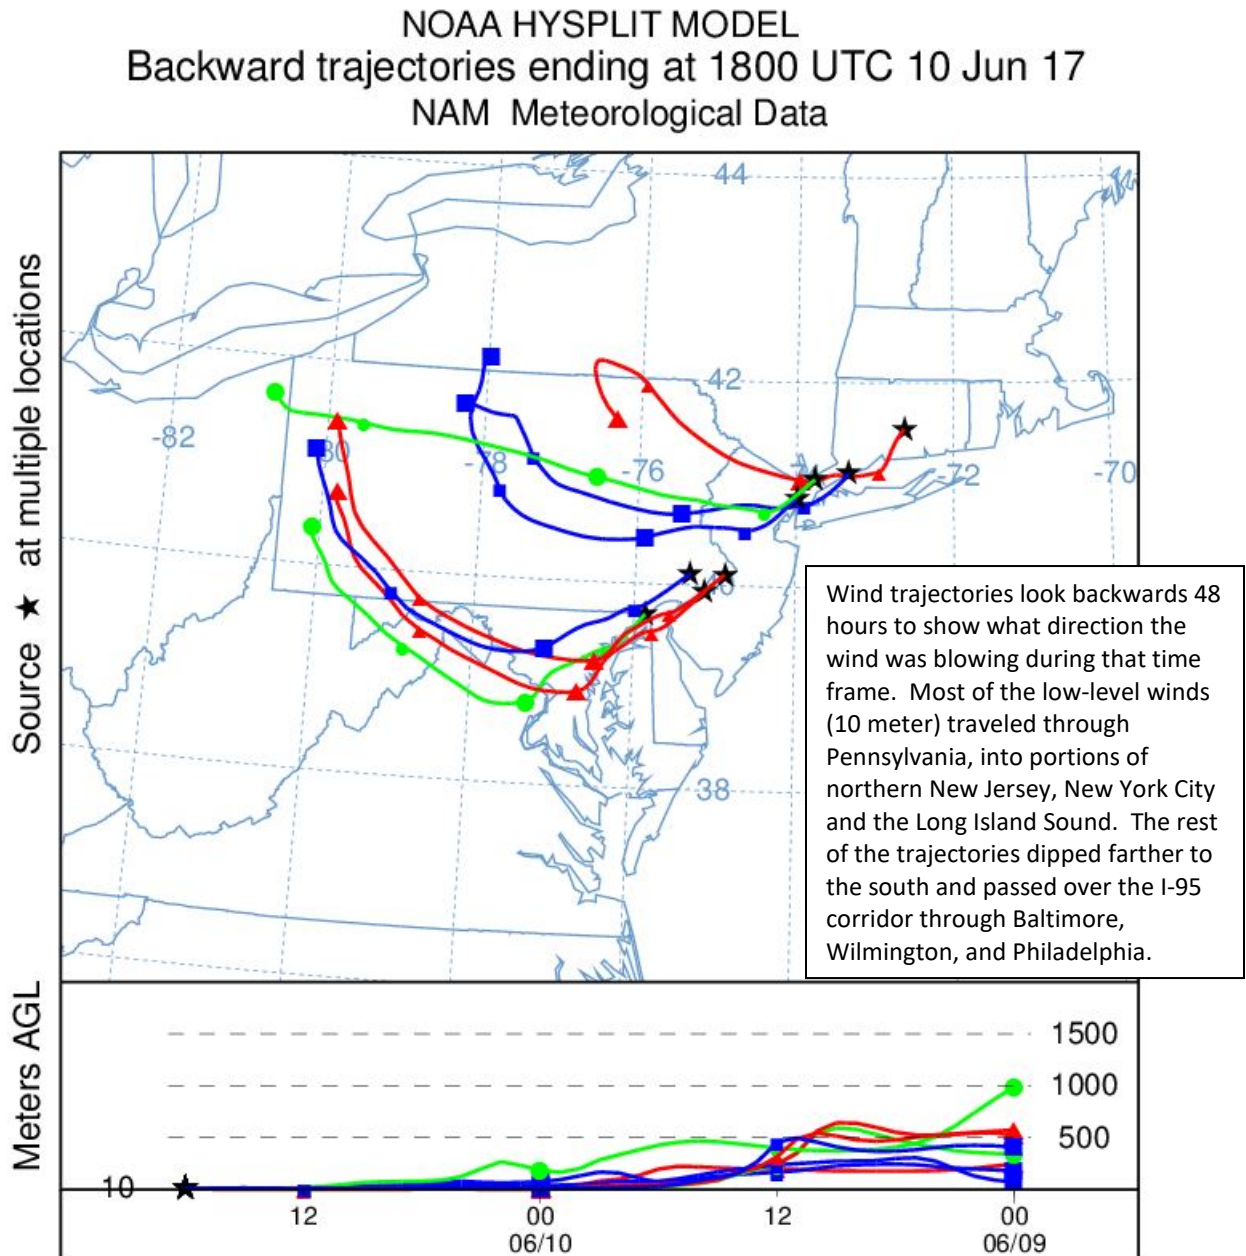 NOAA HYSPLIT MODEL
Backward trajectories ending at 1800 UTC 10 Jun 17
NAM Meteorological Data
Source ★ at multiple locations
44
42
-82
-78
-76
-72
-70
38
Wind trajectories look backwards 48
hours to show what direction the
wind was blowing during that time
frame. Most of the low-level winds
(10 meter) traveled through
Pennsylvania, into portions of
northern New Jersey, New York City
and the Long Island Sound. The rest
of the trajectories dipped farther to
the south and passed over the I-95
corridor through Baltimore,
Wilmington, and Philadelphia.
Meters AGL
1500
1000
500
10
12 00 12 00
06/10 06/09